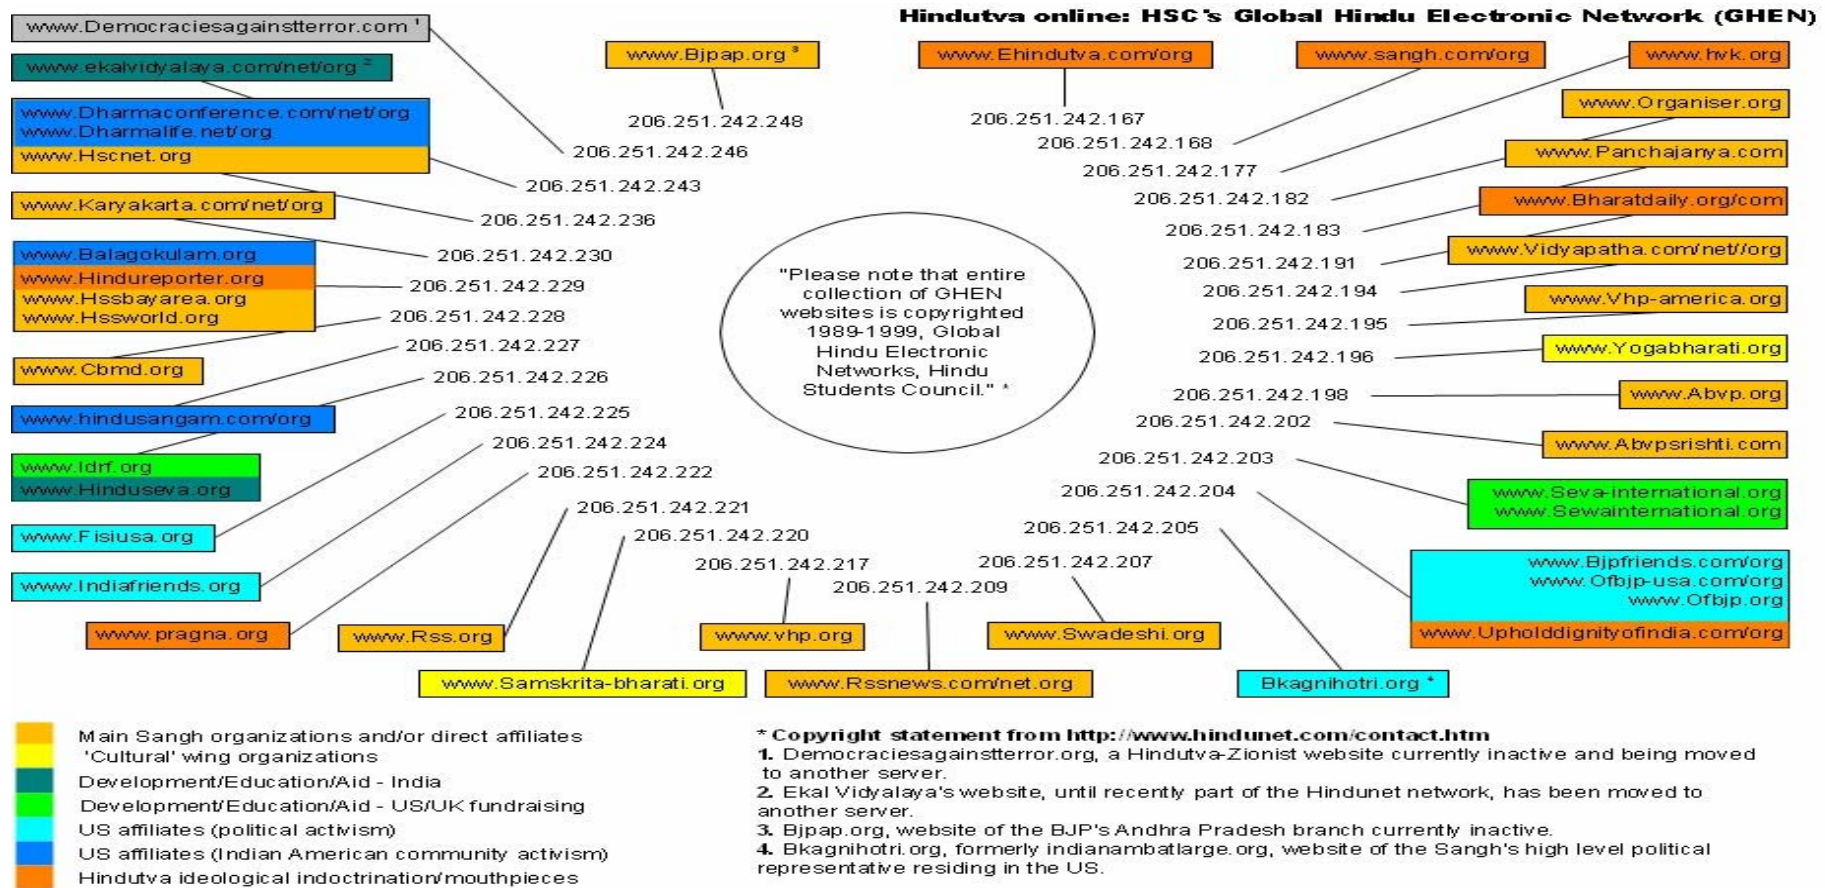 Hindutva online: HSC's Global Hindu Electronic Network (GHEN)
www.Democraciesagainstterror.com 1
www.ekalvidyalaya.com/net/org 2
www.Dharmaconference.com/net/org
www.Dharmalife.net/org
www.Hscnet.org
www.Karyakarta.com/net/org
www.Balagokulam.org
www.Hindureporter.org
www.Hssbayarea.org
www.Hssworld.org
www.Cbmd.org
www.hindusangam.com/org
www.Idrf.org
www.Hinduseva.org
www.Fisiusa.org
www.Indiafriends.org
www.pragna.org
www.Rss.org
www.Samskrita-bharati.org
www.vhp.org
www.Rssnews.com/net.org
www.Swadeshi.org
Bkagnihotri.org 4
www.Bjpap.org 3
www.Ehindutva.com/org
www.sangh.com/org
www.hvk.org
www.Organiser.org
www.Panchajanya.com
www.Bharatdaily.org/com
www.Vidyapatha.com/net//org
www.Vhp-america.org
www.Yogabharati.org
www.Abvp.org
www.Abvpsrishti.com
www.Seva-international.org
www.Sewainternational.org
www.Bjpfriends.com/org
www.Ofbjp-usa.com/org
www.Ofbjp.org
www.Upholddignityofindia.com/org
206.251.242.248
206.251.242.246
206.251.242.243
206.251.242.236
206.251.242.230
206.251.242.229
206.251.242.228
206.251.242.227
206.251.242.226
206.251.242.225
206.251.242.224
206.251.242.222
206.251.242.221
206.251.242.220
206.251.242.217
206.251.242.209
206.251.242.207
206.251.242.205
206.251.242.204
206.251.242.203
206.251.242.202
206.251.242.198
206.251.242.196
206.251.242.195
206.251.242.194
206.251.242.191
206.251.242.183
206.251.242.182
206.251.242.177
206.251.242.168
206.251.242.167
"Please note that entire
collection of GHEN
websites is copyrighted
1989-1999, Global
Hindu Electronic
Networks, Hindu
Students Council." *
Main Sangh organizations and/or direct affiliates
'Cultural' wing organizations
Development/Education/Aid - India
Development/Education/Aid - US/UK fundraising
US affiliates (political activism)
US affiliates (Indian American community activism)
Hindutva ideological indoctrination/mouthpieces
* Copyright statement from http://www.hindunet.com/contact.htm
1. Democraciesagainstterror.org, a Hindutva-Zionist website currently inactive and being moved
to another server.
2. Ekal Vidyalaya's website, until recently part of the Hindunet network, has been moved to
another server.
3. Bjpap.org, website of the BJP's Andhra Pradesh branch currently inactive.
4. Bkagnihotri.org, formerly indianambatlarge.org, website of the Sangh's high level political
representative residing in the US.